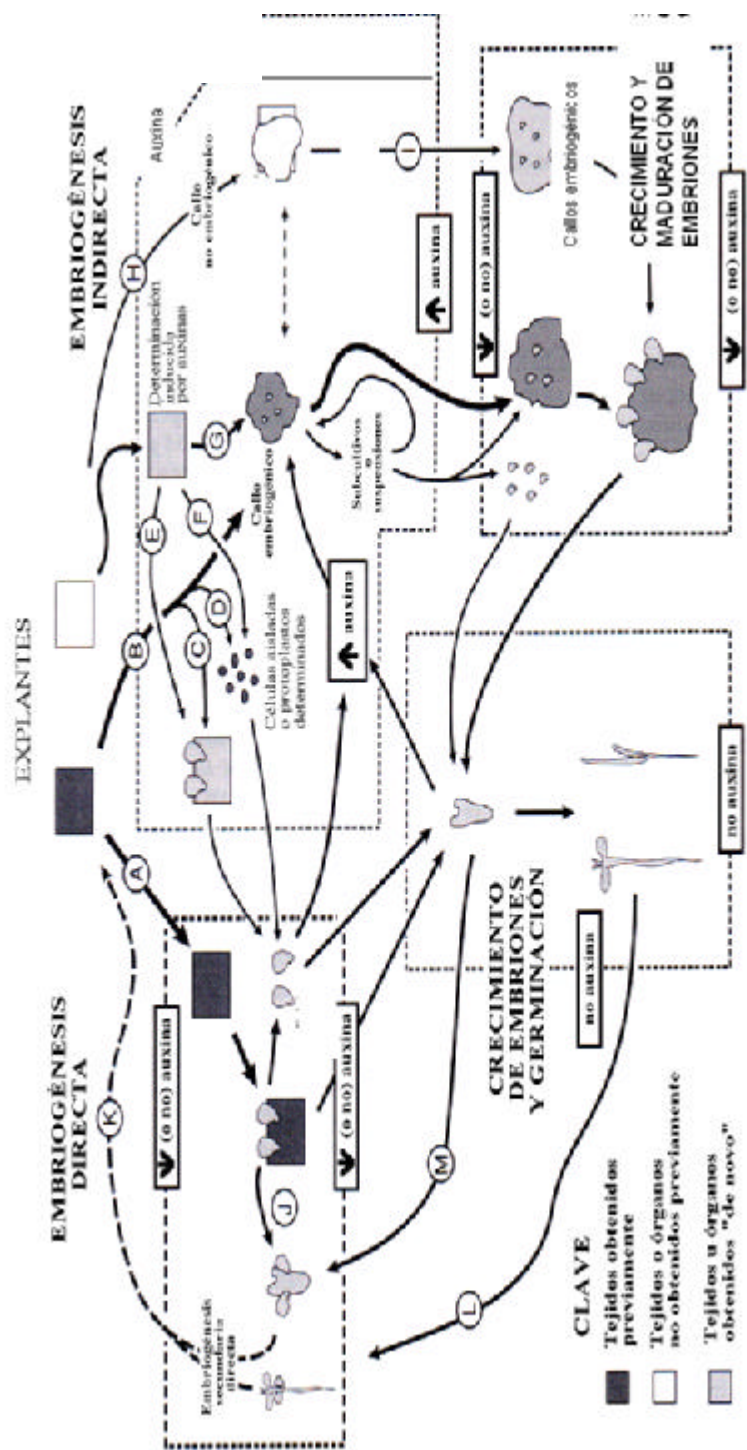 EXPLANTES
EMBRIOGÉNESIS
DIRECTA
EMBRIOGÉNESIS
INDIRECTA
K
A
B
H
E
F
G
C
D
Auxina
Determinación
inducida
por auxinas
Callo
no embriogénico
Embriogénesis
secundaria
directa
(o no) auxina
J
Células aisladas
o protoplastos
determinados
Callo
embriogénico
Subcultivos o
suspensiones
I
auxina
auxina
(o no) auxina
(o no) auxina
Callos embriogénicos
CRECIMIENTO Y
MADURACIÓN DE
EMBRIONES
(o no) auxina
M
CRECIMIENTO
DE EMBRIONES
Y GERMINACIÓN
no auxina
no auxina
L
CLAVE
Tejidos obtenidos
previamente
Tejidos o órganos
no obtenidos previamente
Tejidos u órganos
obtenidos "de novo"